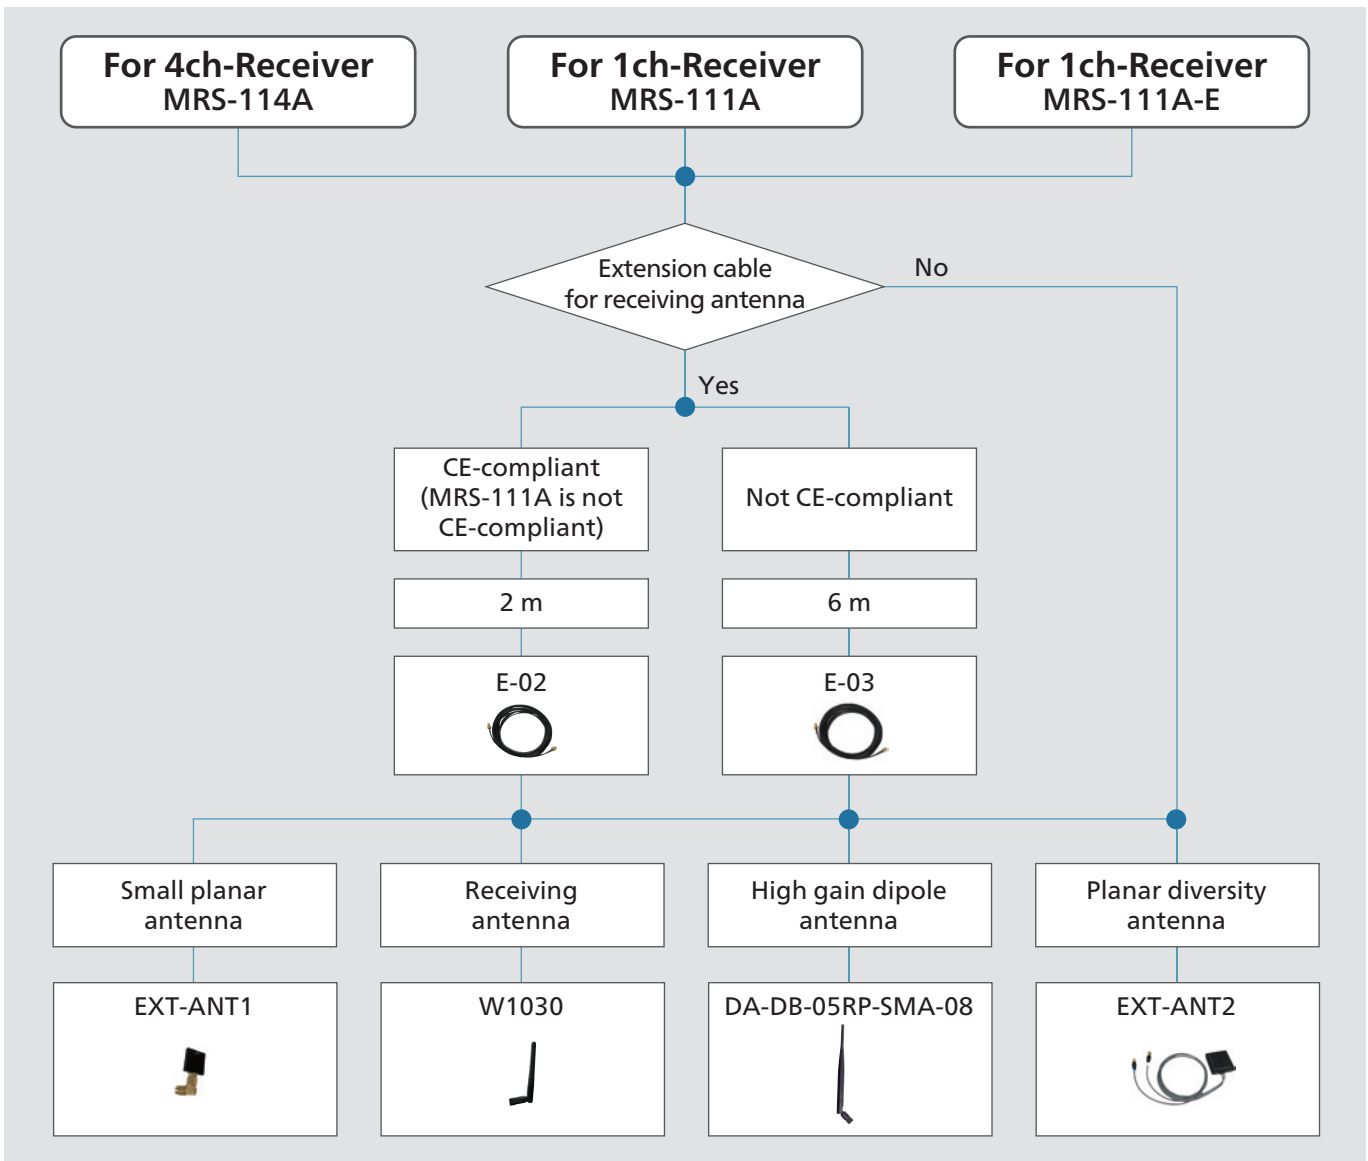 For 4ch-Receiver
MRS-114A
For 1ch-Receiver
MRS-111A
For 1ch-Receiver
MRS-111A-E
Extension cable
for receiving antenna
No
Yes
CE-compliant
(MRS-111A is not
CE-compliant)
Not CE-compliant
2 m
6 m
E-02
E-03
Small planar
antenna
Receiving
antenna
High gain dipole
antenna
Planar diversity
antenna
EXT-ANT1
W1030
DA-DB-05RP-SMA-08
EXT-ANT2